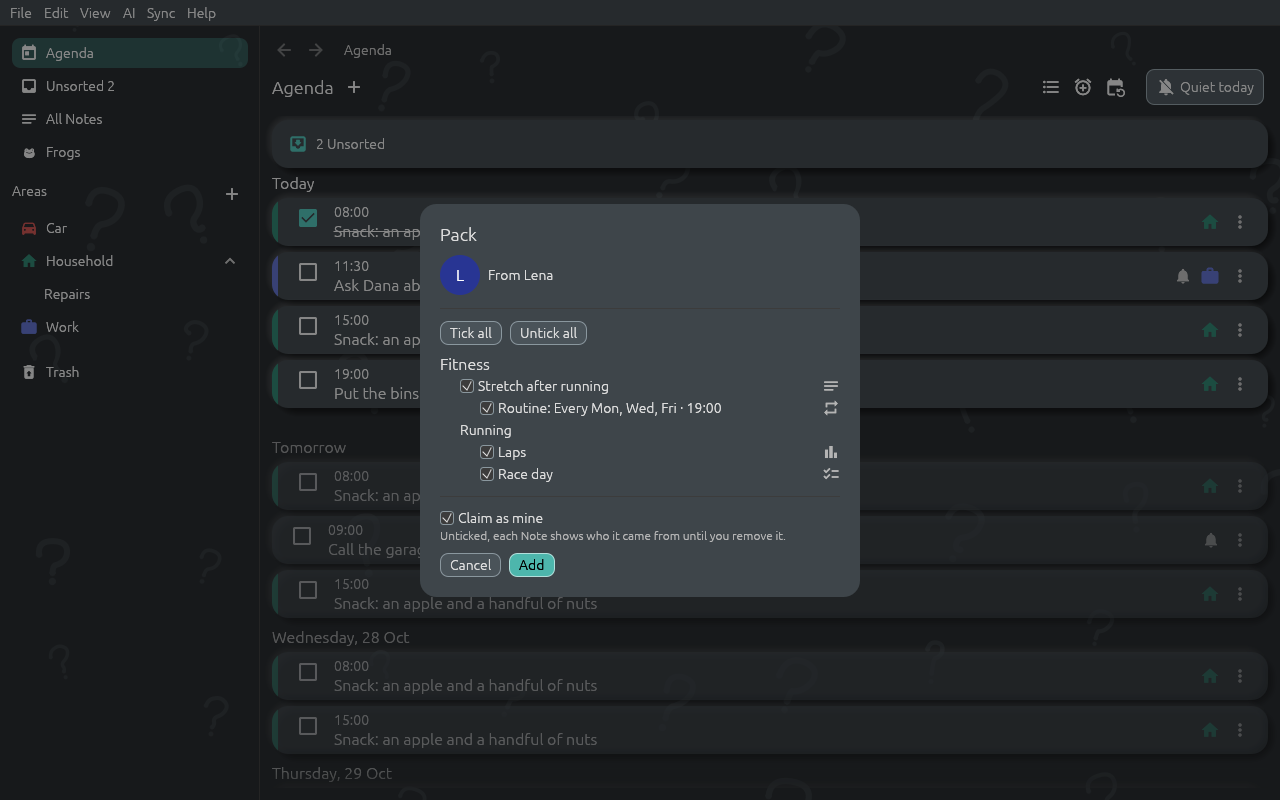 File Edit View AI Sync Help
Agenda
Unsorted 2
All Notes
Frogs
Areas
Car
Household
Repairs
Work
Trash
Agenda
Agenda
Quiet today
2 Unsorted
Today
08:00
Snack: an ap
11:30
Ask Dana ab
15:00
Snack: an ap
19:00
Put the bins
Tomorrow
08:00
Snack: an ap
09:00
Call the garag
15:00
Snack: an apple and a handful of nuts
Wednesday, 28 Oct
08:00
Snack: an apple and a handful of nuts
15:00
Snack: an apple and a handful of nuts
Thursday, 29 Oct
Pack
L From Lena
Tick all Untick all
Fitness
Stretch after running
Routine: Every Mon, Wed, Fri · 19:00
Running
Laps
Race day
Claim as mine
Unticked, each Note shows who it came from until you remove it.
Cancel Add